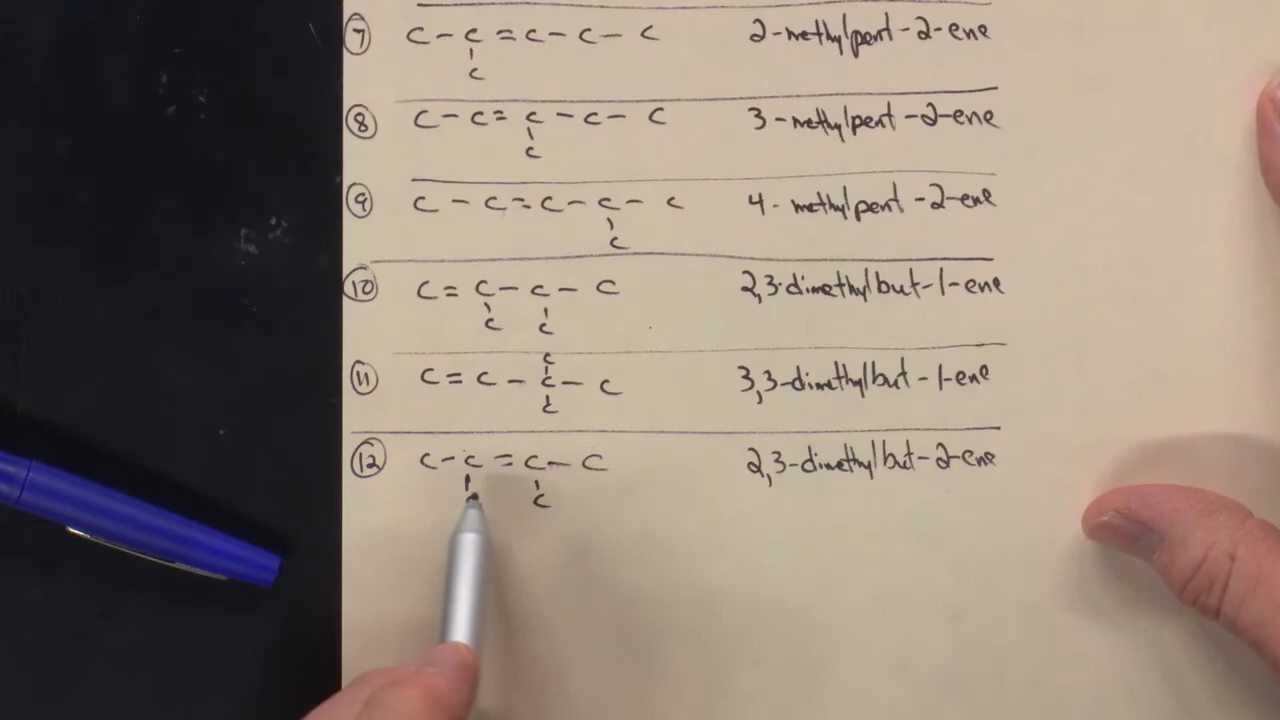 ⑦ C-C=C-C-C 2-methylpent-2-ene
C
⑧ C-C=C-C-C 3-methylpent-2-ene
C
⑨ C-C=C-C-C 4-methylpent-2-ene
C
⑩ C=C-C-C 2,3-dimethylbut-1-ene
C C
C
⑪ C=C-C-C 3,3-dimethylbut-1-ene
C
⑫ C-C=C-C 2,3-dimethylbut-2-ene
C C